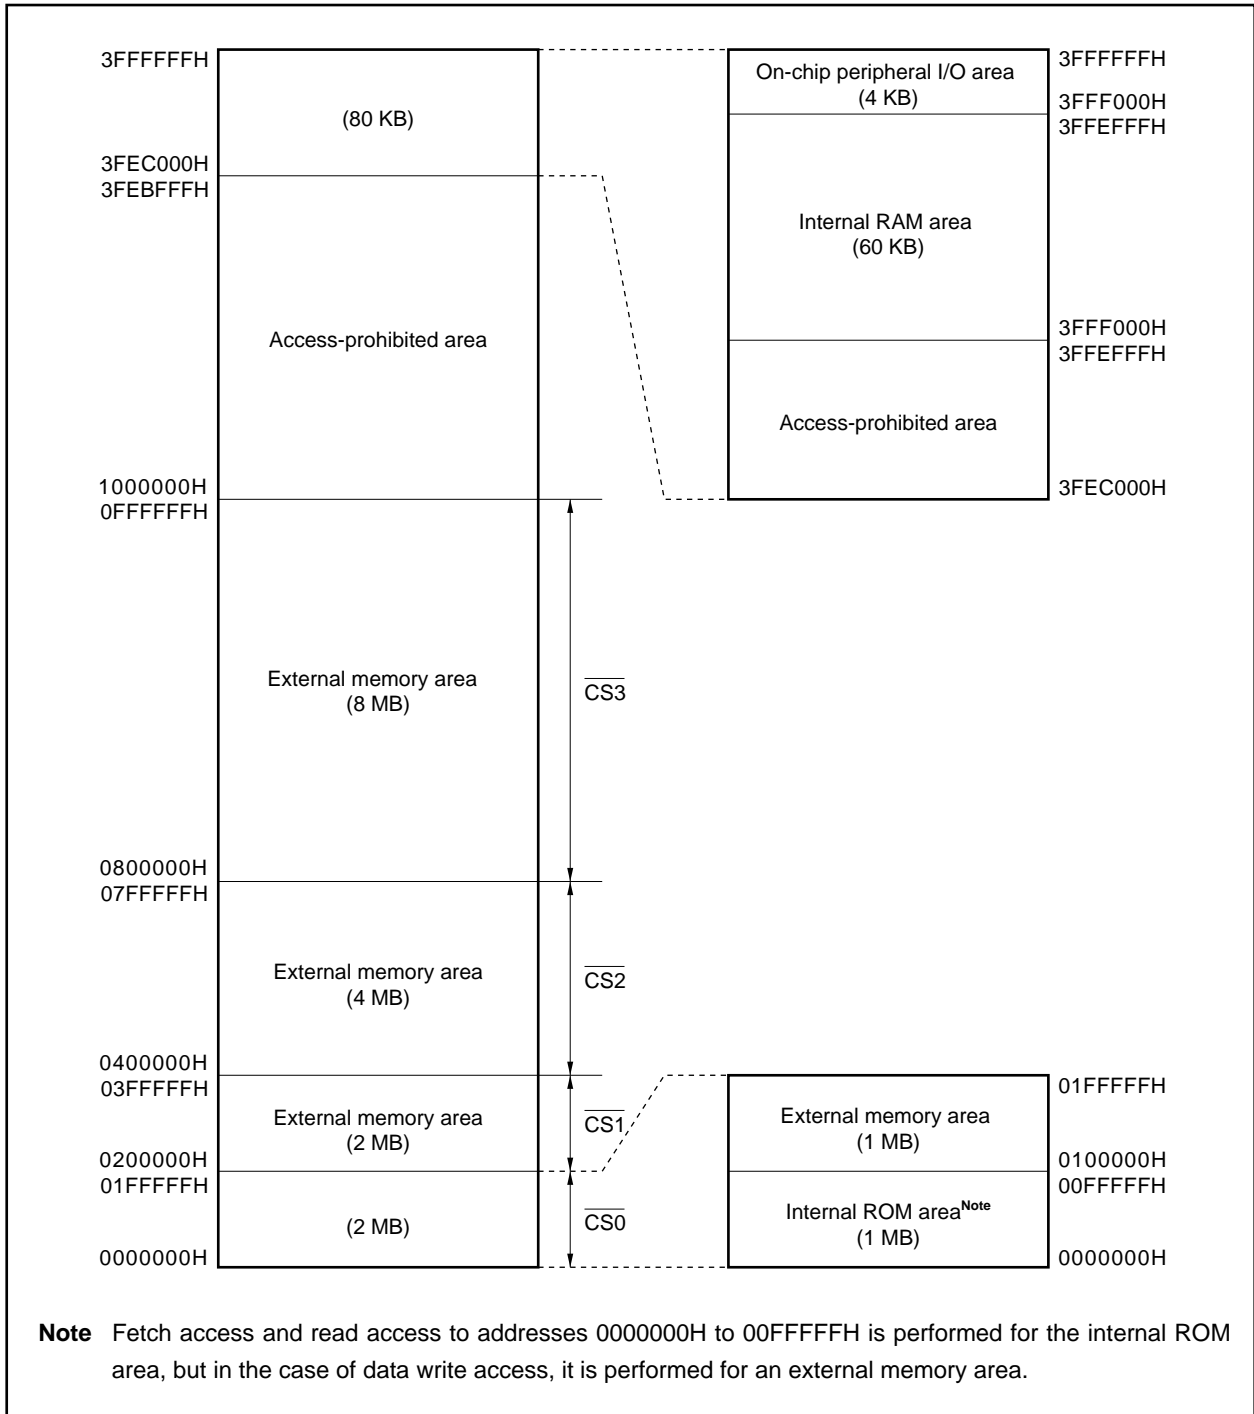 3FFFFFFH
(80 KB)
3FEC000H
3FEBFFFH
Access-prohibited area
1000000H
0FFFFFFH
External memory area
(8 MB)
CS3
0800000H
07FFFFFH
External memory area
(4 MB)
CS2
0400000H
03FFFFFH
External memory area
(2 MB)
CS1
0200000H
01FFFFFH
(2 MB)
CS0
0000000H
On-chip peripheral I/O area
(4 KB)
3FFFFFFH
3FFF000H
3FFEFFFH
Internal RAM area
(60 KB)
3FFF000H
3FFEFFFH
Access-prohibited area
3FEC000H
01FFFFFH
External memory area
(1 MB)
0100000H
00FFFFFH
Internal ROM areaNote
(1 MB)
0000000H
Note Fetch access and read access to addresses 0000000H to 00FFFFFH is performed for the internal ROM
area, but in the case of data write access, it is performed for an external memory area.